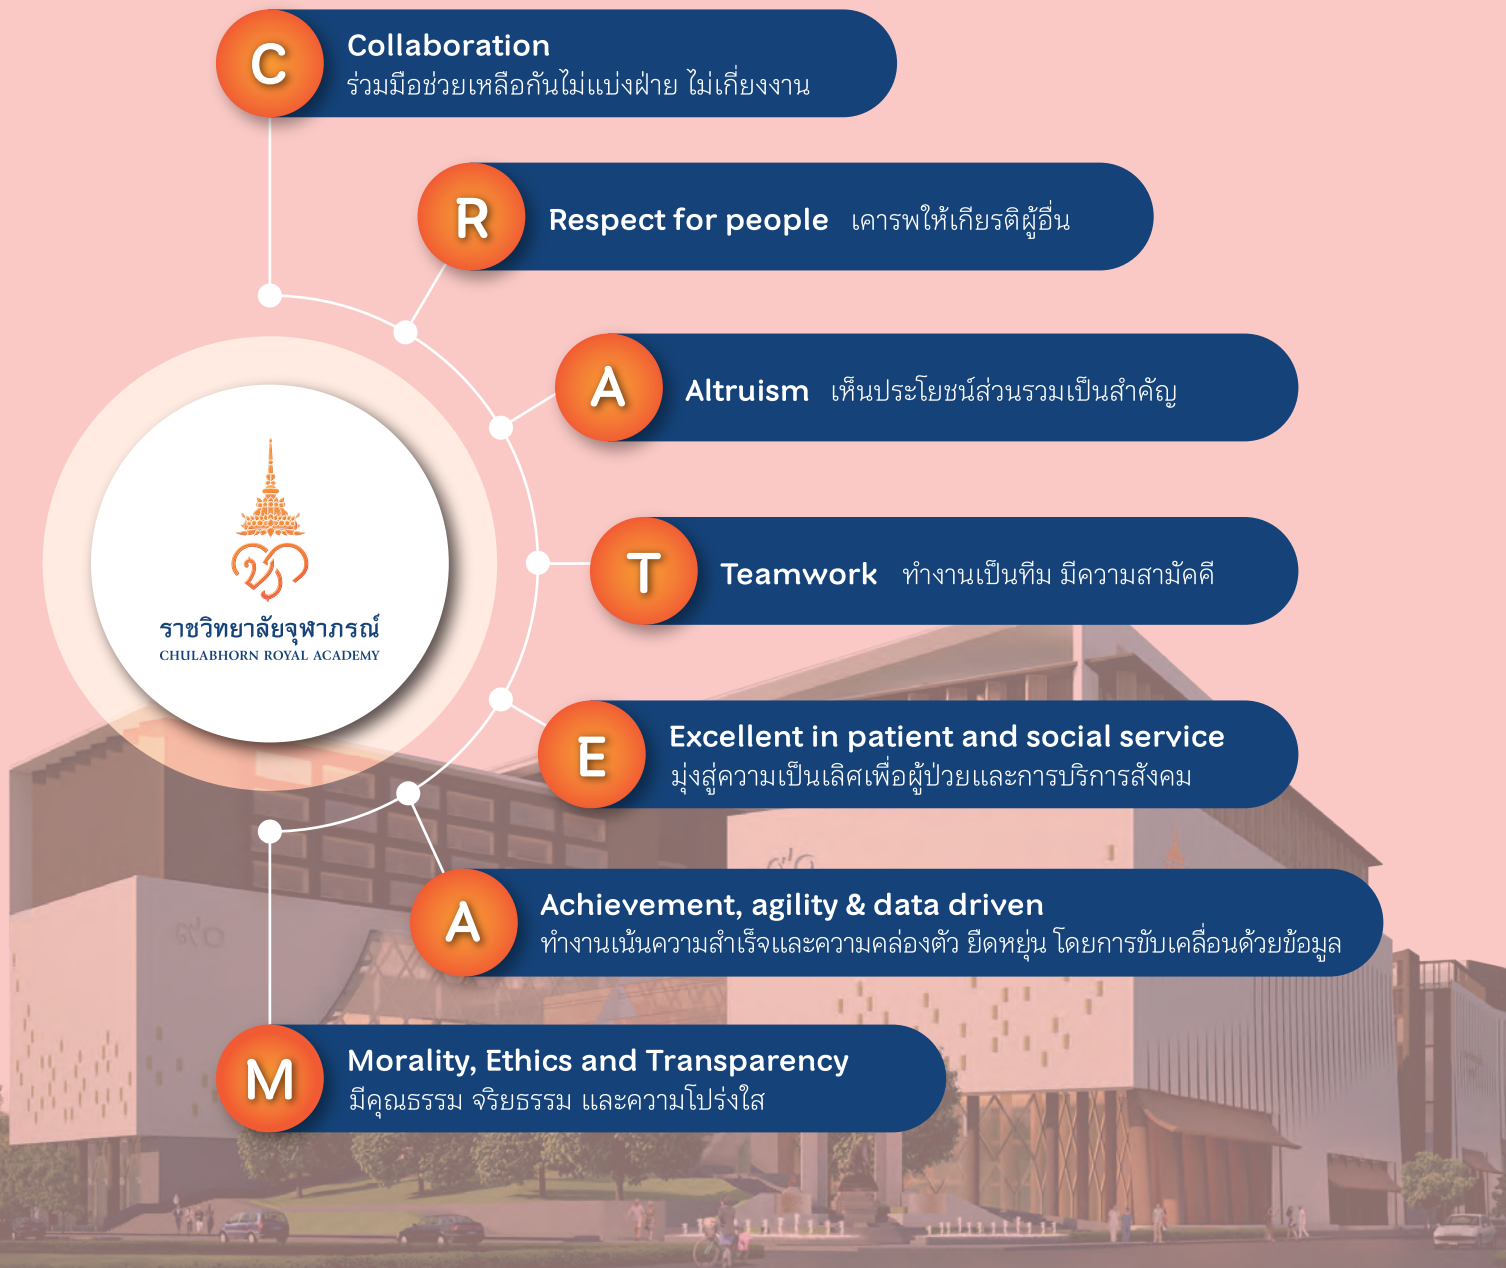 C
Collaboration
ร่วมมือช่วยเหลือกันไม่แบ่งฝ่าย ไม่เกี่ยงงาน
R
Respect for people เคารพให้เกียรติผู้อื่น
A
Altruism เห็นประโยชน์ส่วนรวมเป็นสำคัญ
T
Teamwork ทำงานเป็นทีม มีความสามัคคี
ราชวิทยาลัยจุฬาภรณ์
CHULABHORN ROYAL ACADEMY
E
Excellent in patient and social service
มุ่งสู่ความเป็นเลิศเพื่อผู้ป่วยและการบริการสังคม
A
Achievement, agility & data driven
ทำงานเน้นความสำเร็จและความคล่องตัว ยืดหยุ่น โดยการขับเคลื่อนด้วยข้อมูล
M
Morality, Ethics and Transparency
มีคุณธรรม จริยธรรม และความโปร่งใส